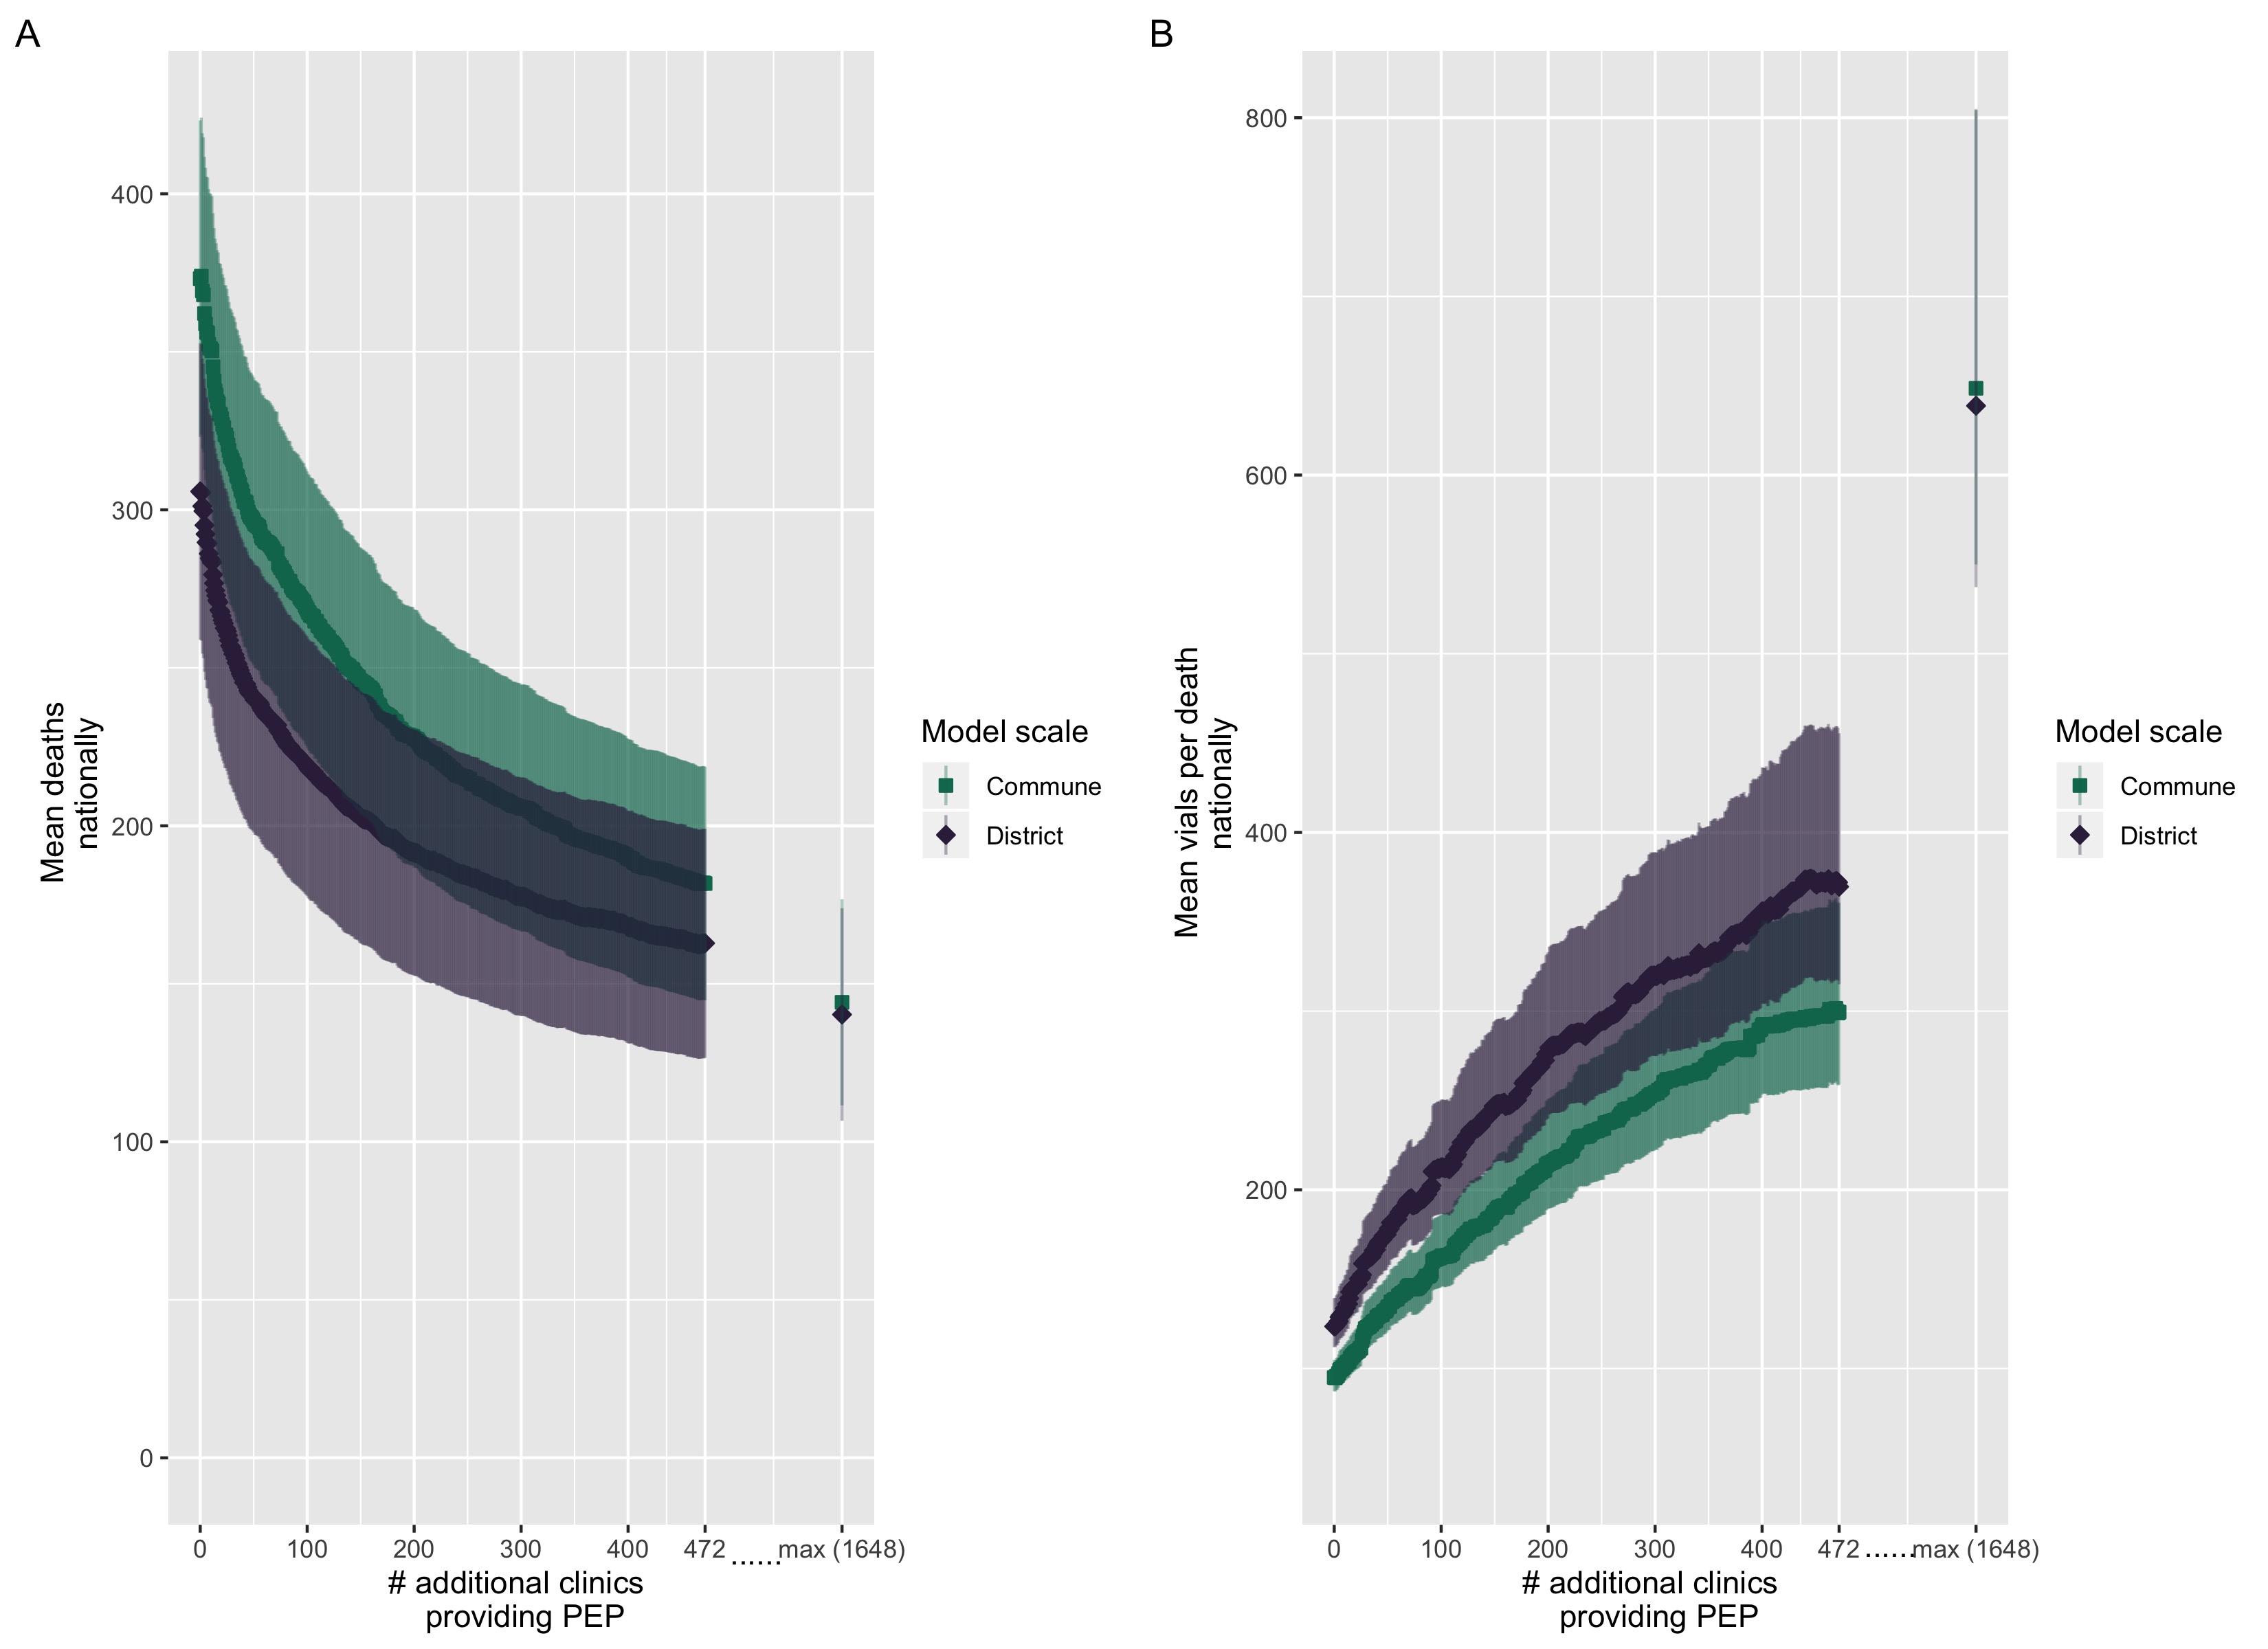 A
Mean deaths
nationally
400
300
200
100
0
0 100 200 300 400 472 ...... max (1648)
# additional clinics
providing PEP
Model scale
Commune
District
B
Mean vials per death
nationally
800
600
400
200
0 100 200 300 400 472 ...... max (1648)
# additional clinics
providing PEP
Model scale
Commune
District